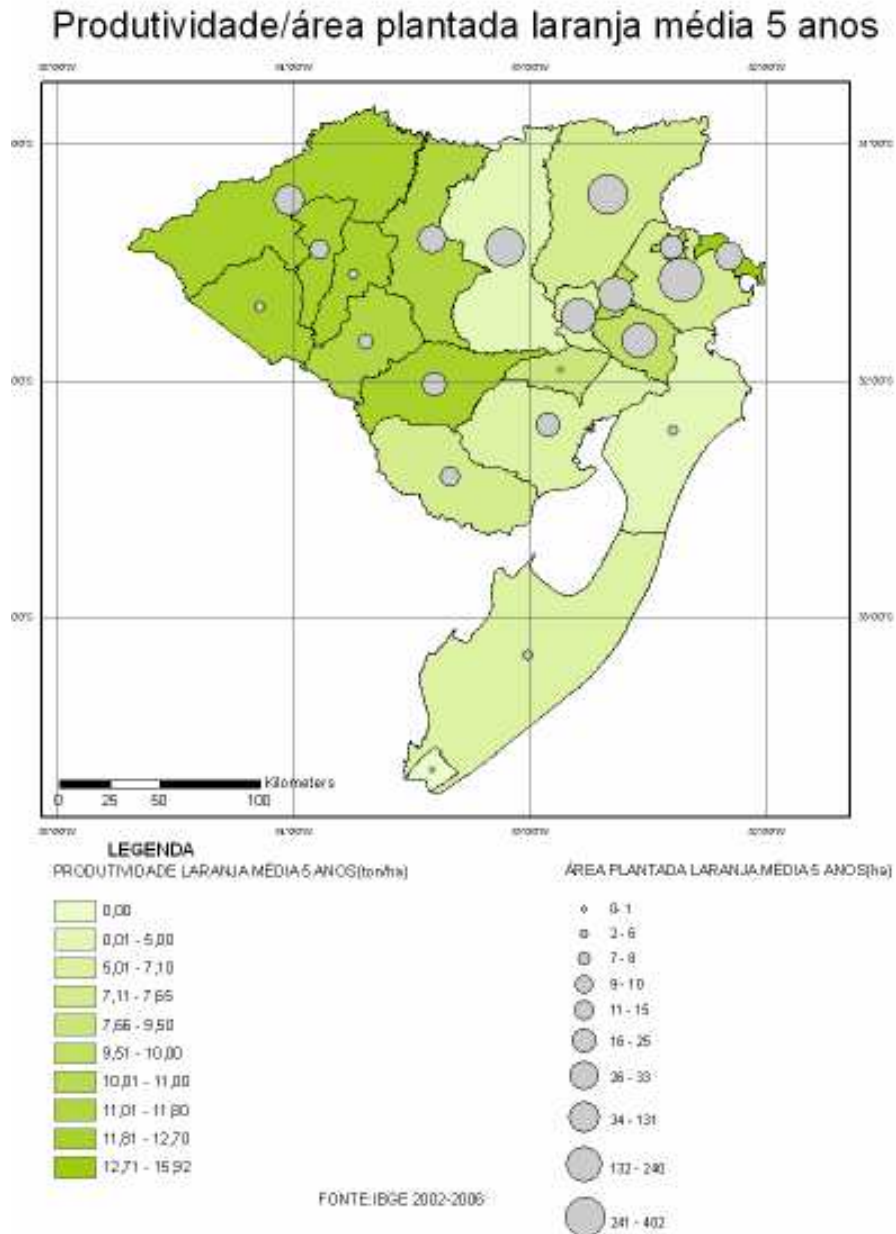 Produtividade/área plantada laranja média 5 anos
Kilometers
0 25 50 100
LEGENDA
PRODUTIVIDADE LARANJA MÉDIA 5 ANOS(ton/ha)
0,00
0,01 - 5,00
5,01 - 7,10
7,11 - 7,65
7,66 - 9,50
9,51 - 10,00
10,01 - 11,00
11,01 - 11,80
11,81 - 12,70
12,71 - 15,92
ÁREA PLANTADA LARANJA MÉDIA 5 ANOS(ha)
0- 1
2 - 6
7 - 8
9 - 10
11 - 15
16 - 25
26 - 33
34 - 131
132 - 240
241 - 402
FONTE:IBGE 2002-2006